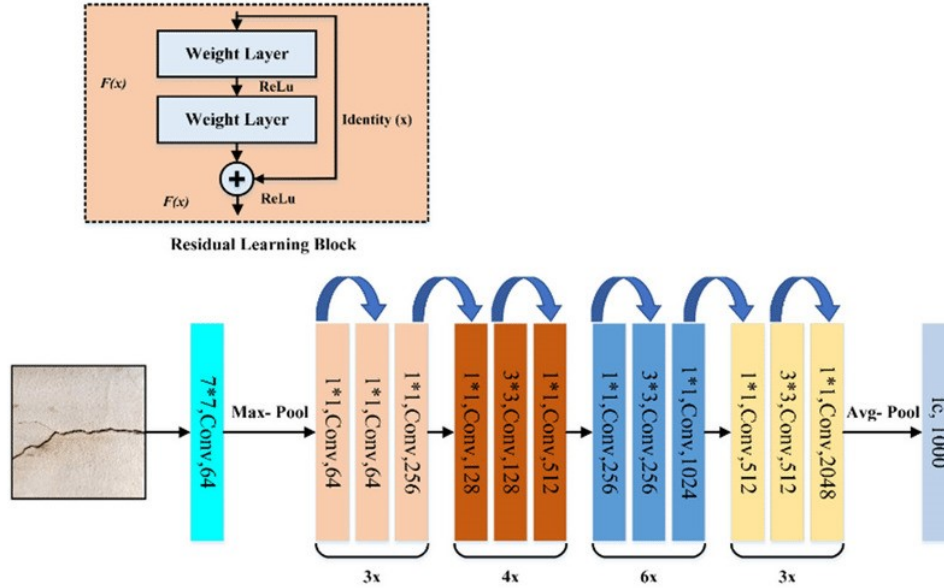 Weight Layer
F(x)
ReLu
Weight Layer
Identity (x)
+
F(x)
ReLu
Residual Learning Block
7*7,Conv,64
Max- Pool
1*1,Conv,64
1*1,Conv,64
1*1,Conv,256
1*1,Conv,128
3*3,Conv,128
1*1,Conv,512
1*1,Conv,256
3*3,Conv,256
1*1,Conv,1024
1*1,Conv,512
3*3,Conv,512
1*1,Conv,2048
Avg- Pool
1000
3x
4x
6x
3x